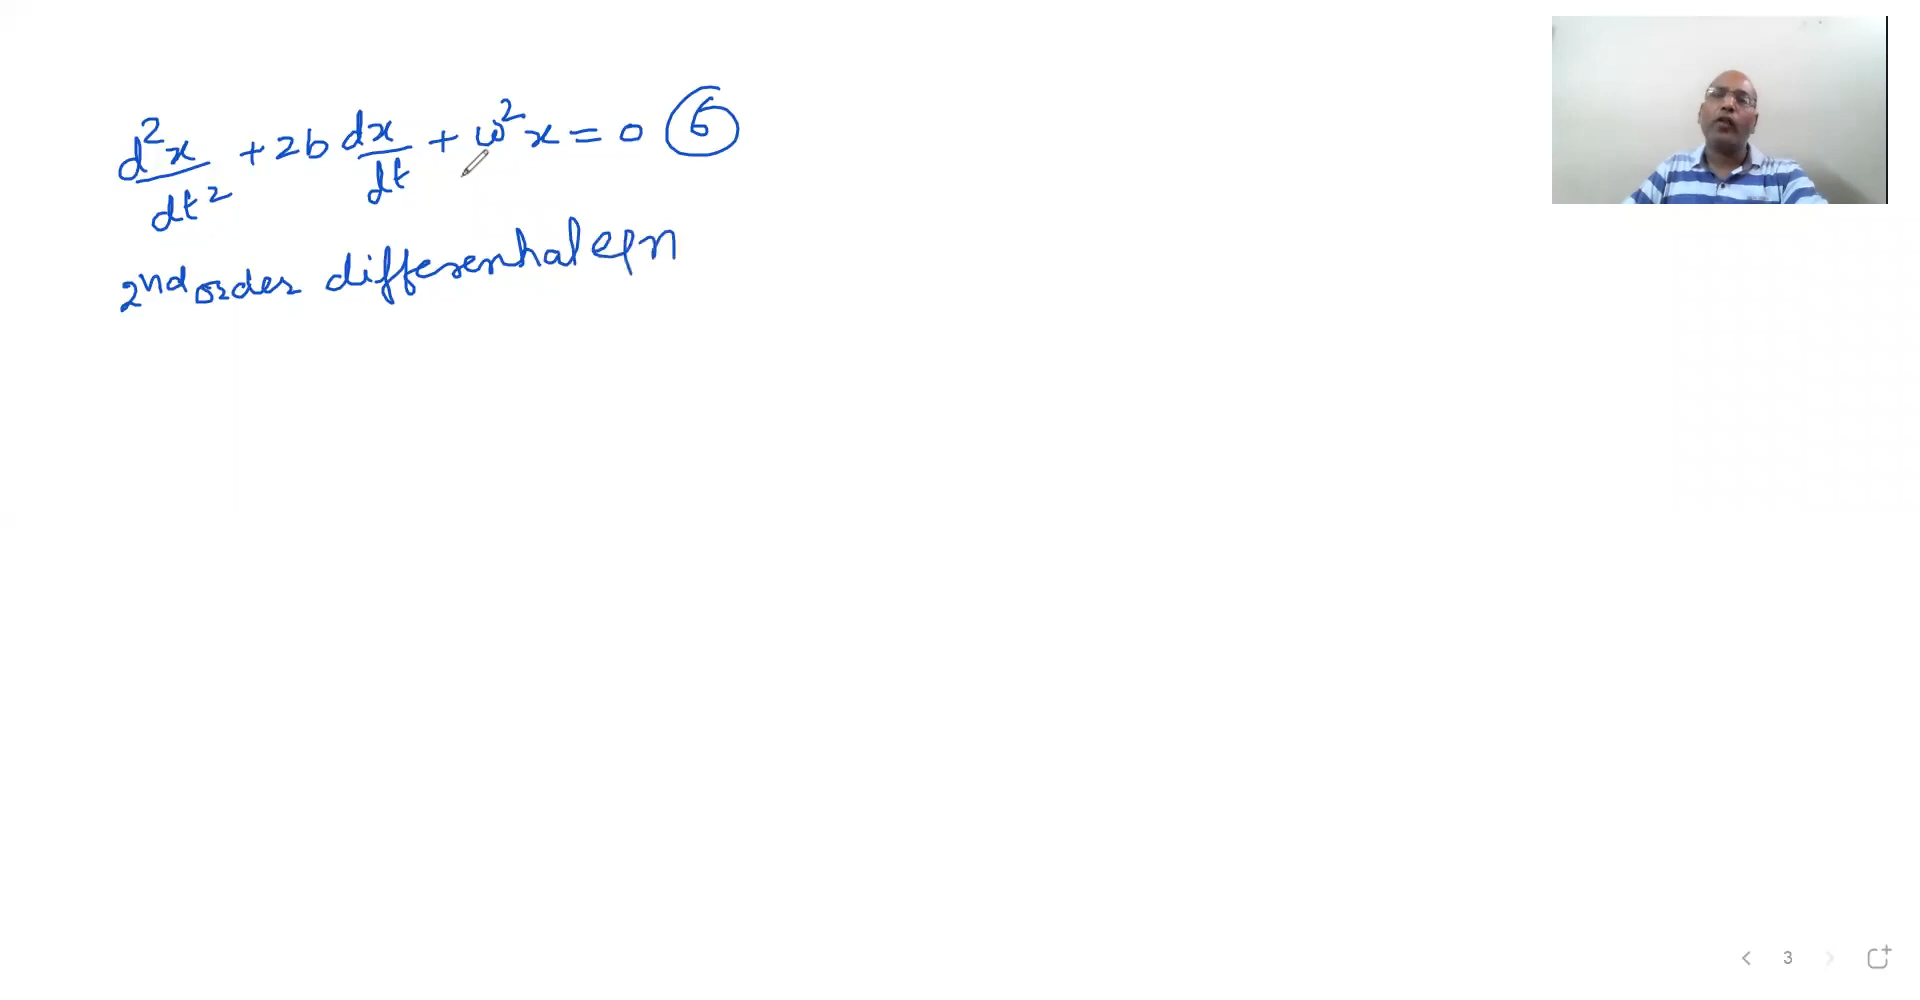 d²x/dt² + 2b dx/dt + ω²x = 0 ⑥
2nd order differential eqn
3